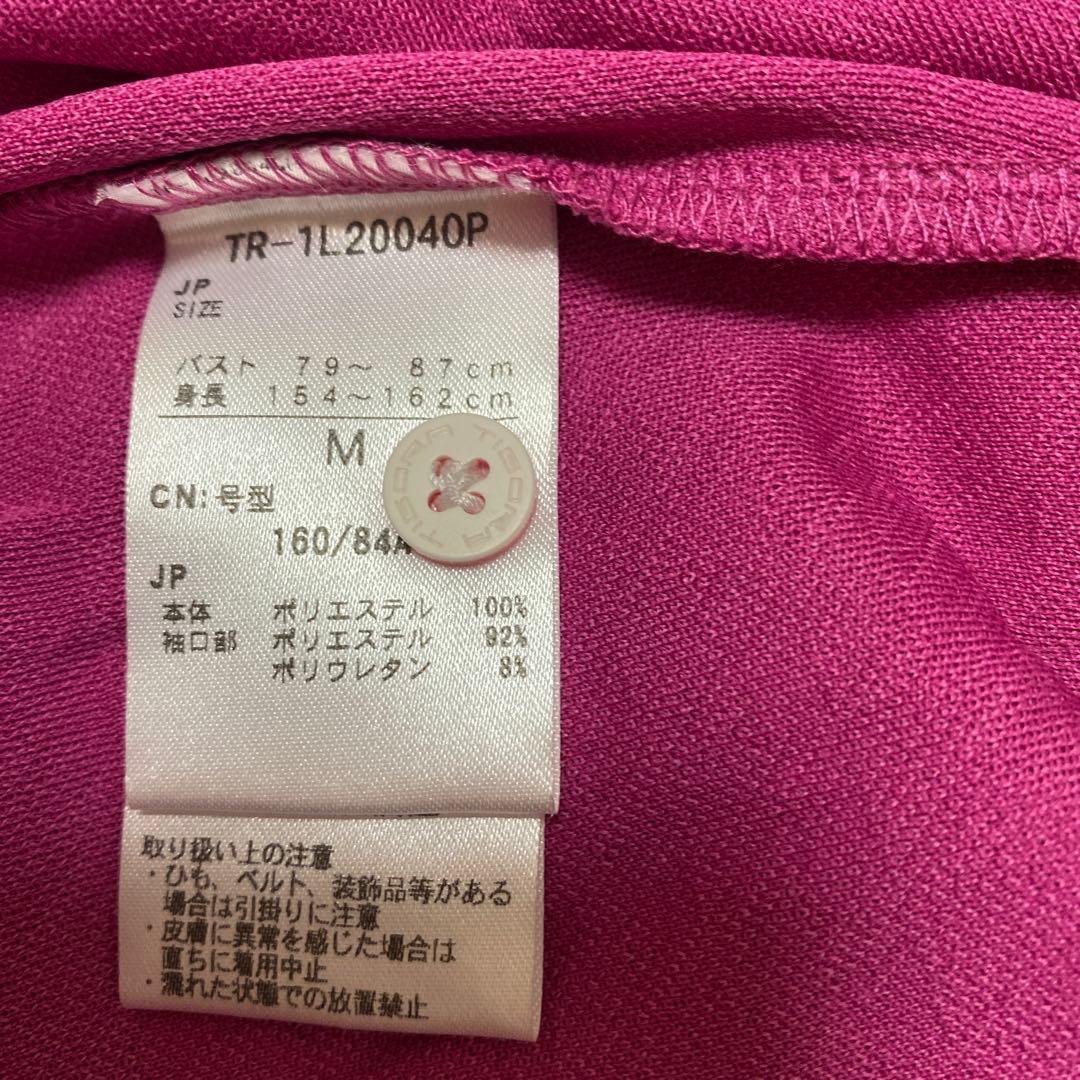 TR-1L20040P
JP
SIZE
バスト 79～ 87cm
身長 154～162cm
M
TIGORA TIGORA
CN:号型
160/84A
JP
本体 ポリエステル 100%
袖口部 ポリエステル 92%
ポリウレタン 8%
取り扱い上の注意
・ひも、ベルト、装飾品等がある
場合は引掛りに注意
・皮膚に異常を感じた場合は
直ちに着用中止
・濡れた状態での放置禁止